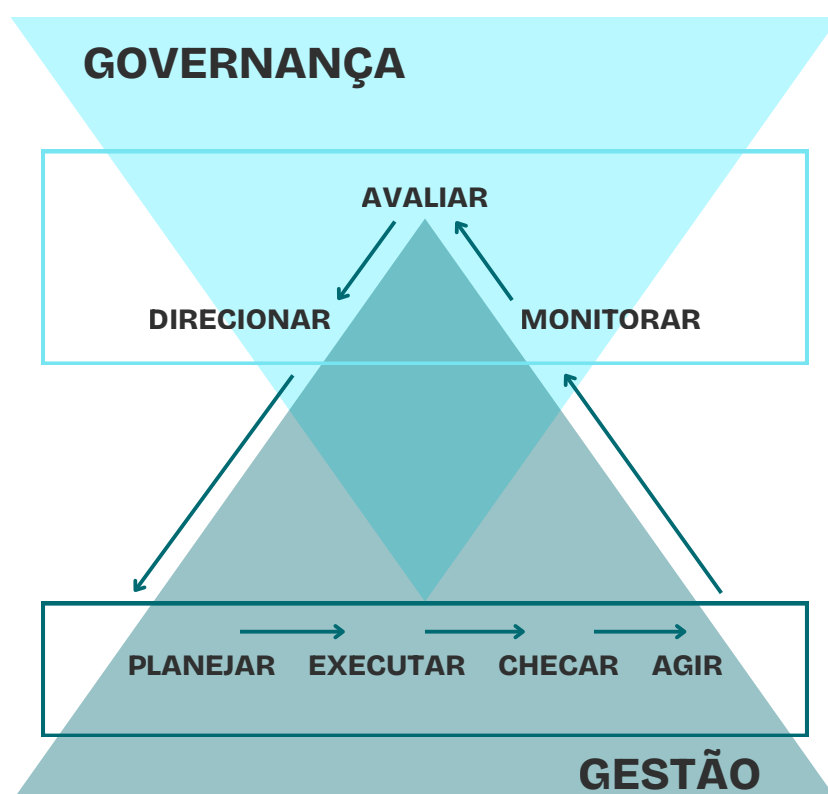 GOVERNANÇA
AVALIAR
DIRECIONAR
MONITORAR
PLANEJAR
EXECUTAR
CHECAR
AGIR
GESTÃO